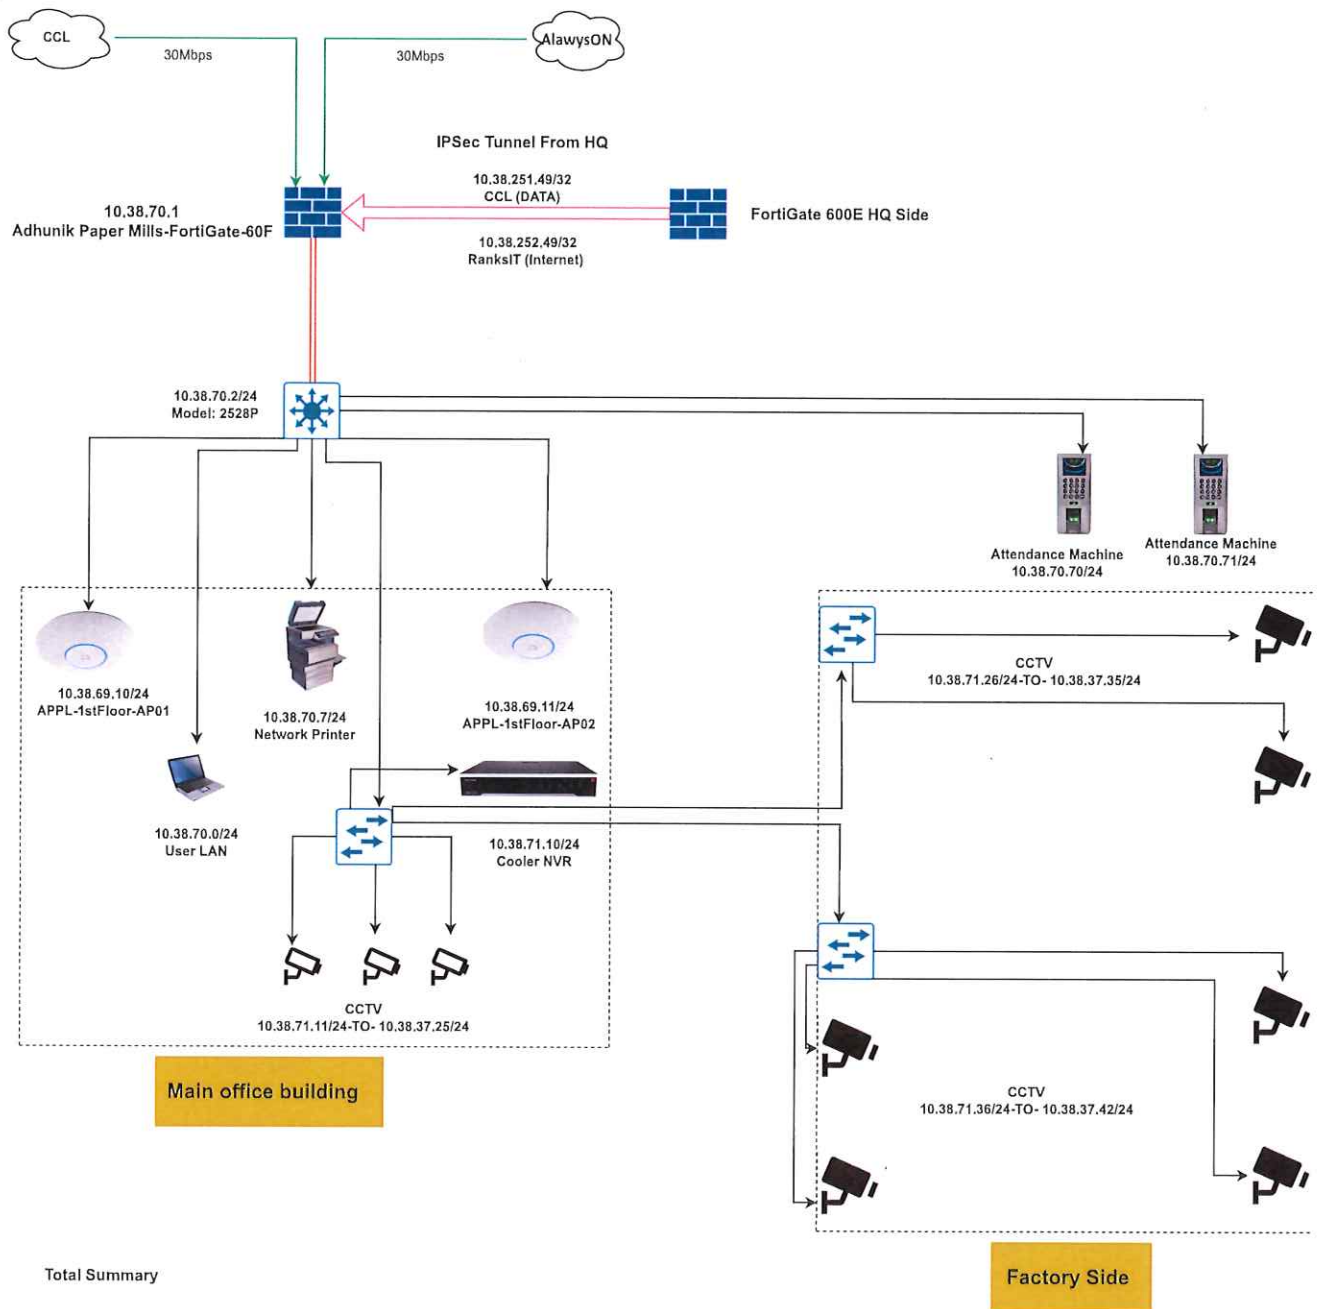 CCL
30Mbps
30Mbps
AlawysON
IPSec Tunnel From HQ
10.38.251.49/32
CCL (DATA)
10.38.70.1
Adhunik Paper Mills-FortiGate-60F
FortiGate 600E HQ Side
10.38.252.49/32
RanksIT (Internet)
10.38.70.2/24
Model: 2528P
Attendance Machine
10.38.70.70/24
Attendance Machine
10.38.70.71/24
10.38.69.10/24
APPL-1stFloor-AP01
10.38.70.7/24
Network Printer
10.38.69.11/24
APPL-1stFloor-AP02
CCTV
10.38.71.26/24-TO- 10.38.37.35/24
10.38.70.0/24
User LAN
10.38.71.10/24
Cooler NVR
CCTV
10.38.71.11/24-TO- 10.38.37.25/24
Main office building
CCTV
10.38.71.36/24-TO- 10.38.37.42/24
Total Summary
Factory Side